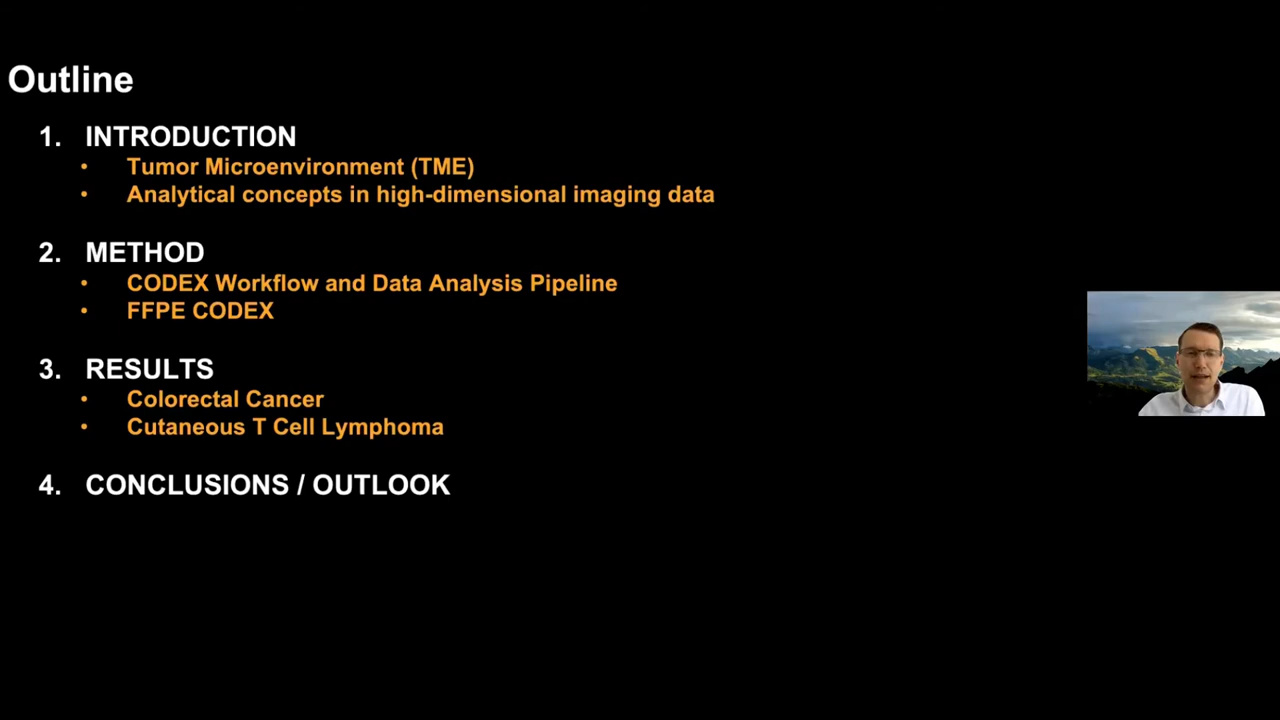 Outline
1. INTRODUCTION
• Tumor Microenvironment (TME)
• Analytical concepts in high-dimensional imaging data
2. METHOD
• CODEX Workflow and Data Analysis Pipeline
• FFPE CODEX
3. RESULTS
• Colorectal Cancer
• Cutaneous T Cell Lymphoma
4. CONCLUSIONS / OUTLOOK